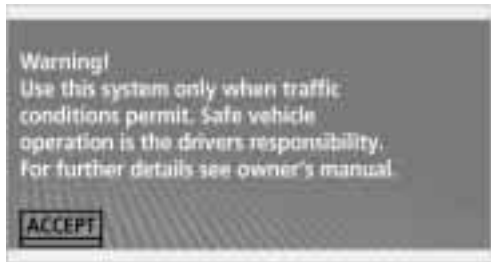 Warning!
Use this system only when traffic
conditions permit. Safe vehicle
operation is the drivers responsibility.
For further details see owner's manual.
ACCEPT